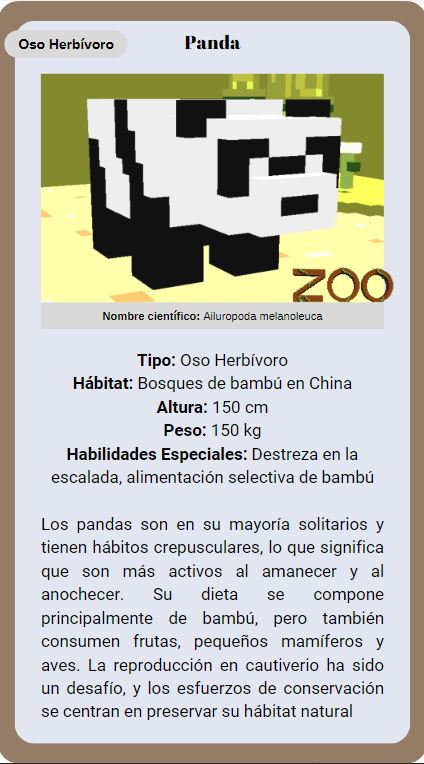 Oso Herbívoro
Panda
ZOO
Nombre científico: Ailuropoda melanoleuca
Tipo: Oso Herbívoro
Hábitat: Bosques de bambú en China
Altura: 150 cm
Peso: 150 kg
Habilidades Especiales: Destreza en la
escalada, alimentación selectiva de bambú
Los pandas son en su mayoría solitarios y
tienen hábitos crepusculares, lo que significa
que son más activos al amanecer y al
anochecer. Su dieta se compone
principalmente de bambú, pero también
consumen frutas, pequeños mamíferos y
aves. La reproducción en cautiverio ha sido
un desafío, y los esfuerzos de conservación
se centran en preservar su hábitat natural